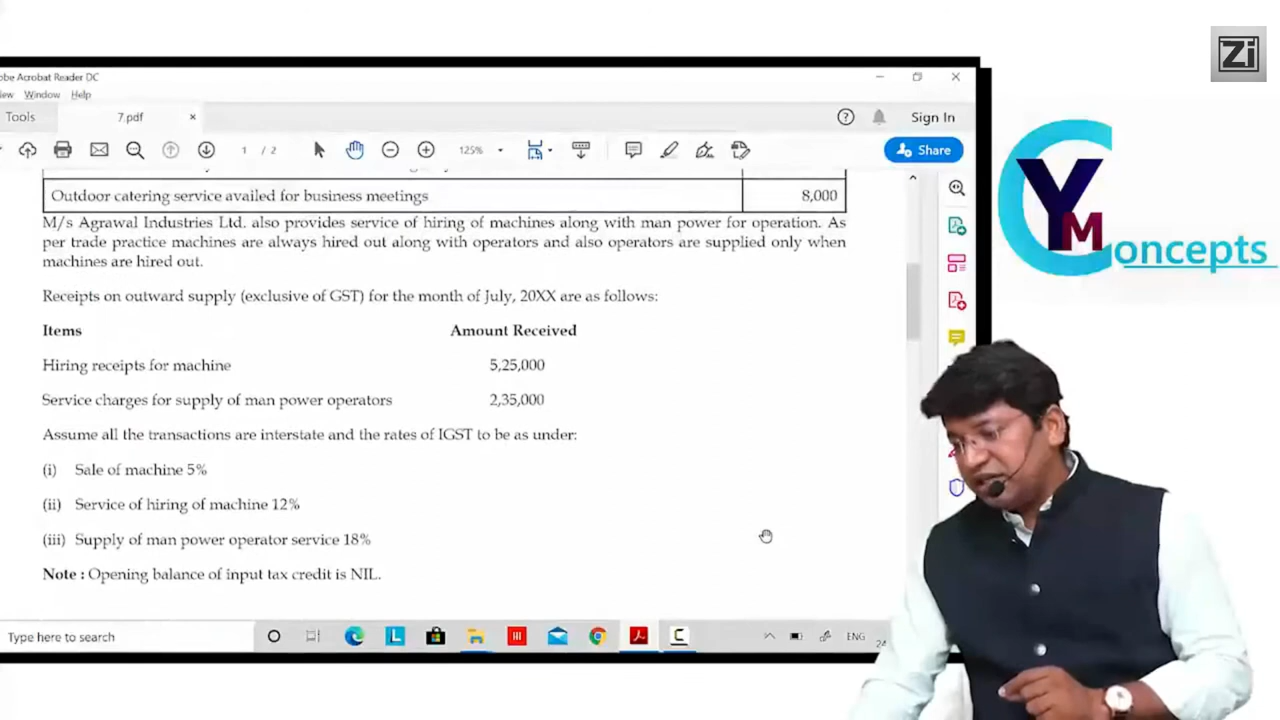 Zi
obe Acrobat Reader DC
iew Window Help
Tools 7.pdf × Sign In
1 / 2 125% Share
Outdoor catering service availed for business meetings 8,000
M/s Agrawal Industries Ltd. also provides service of hiring of machines along with man power for operation. As
per trade practice machines are always hired out along with operators and also operators are supplied only when
machines are hired out.
Receipts on outward supply (exclusive of GST) for the month of July, 20XX are as follows:
Items Amount Received
Hiring receipts for machine 5,25,000
Service charges for supply of man power operators 2,35,000
Assume all the transactions are interstate and the rates of IGST to be as under:
(i) Sale of machine 5%
(ii) Service of hiring of machine 12%
(iii) Supply of man power operator service 18%
Note : Opening balance of input tax credit is NIL.
Type here to search ENG
YM Concepts